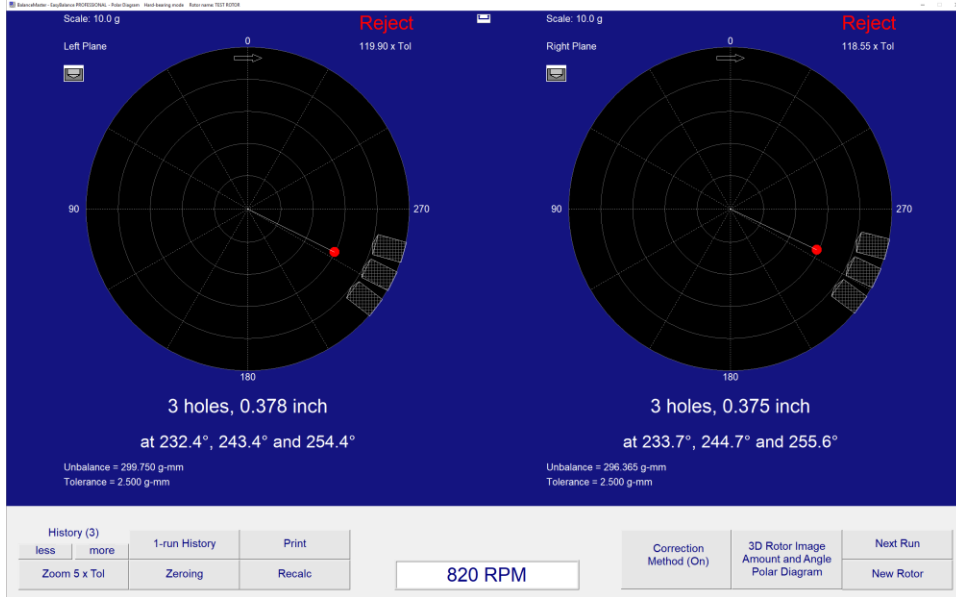 BalanceMaster - EasyBalance PROFESSIONAL - Polar Diagram Hard-bearing mode Rotor name: TEST ROTOR
Scale: 10.0 g
Reject
Left Plane
119.90 x Tol
0
90
270
180
3 holes, 0.378 inch
at 232.4°, 243.4° and 254.4°
Unbalance = 299.750 g-mm
Tolerance = 2.500 g-mm
Scale: 10.0 g
Reject
Right Plane
118.55 x Tol
0
90
270
180
3 holes, 0.375 inch
at 233.7°, 244.7° and 255.6°
Unbalance = 296.365 g-mm
Tolerance = 2.500 g-mm
History (3)
less
more
1-run History
Print
Zoom 5 x Tol
Zeroing
Recalc
820 RPM
Correction
Method (On)
3D Rotor Image
Amount and Angle
Polar Diagram
Next Run
New Rotor